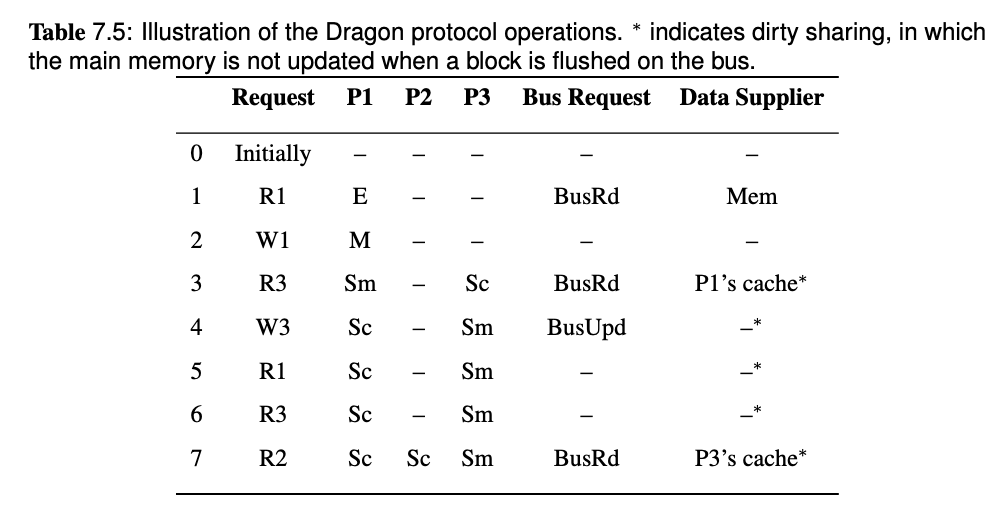 Table 7.5: Illustration of the Dragon protocol operations. * indicates dirty sharing, in which
the main memory is not updated when a block is flushed on the bus.
Request P1 P2 P3 Bus Request Data Supplier
0 Initially – – – – –
1 R1 E – – BusRd Mem
2 W1 M – – – –
3 R3 Sm – Sc BusRd P1's cache*
4 W3 Sc – Sm BusUpd –*
5 R1 Sc – Sm – –*
6 R3 Sc – Sm – –*
7 R2 Sc Sc Sm BusRd P3's cache*